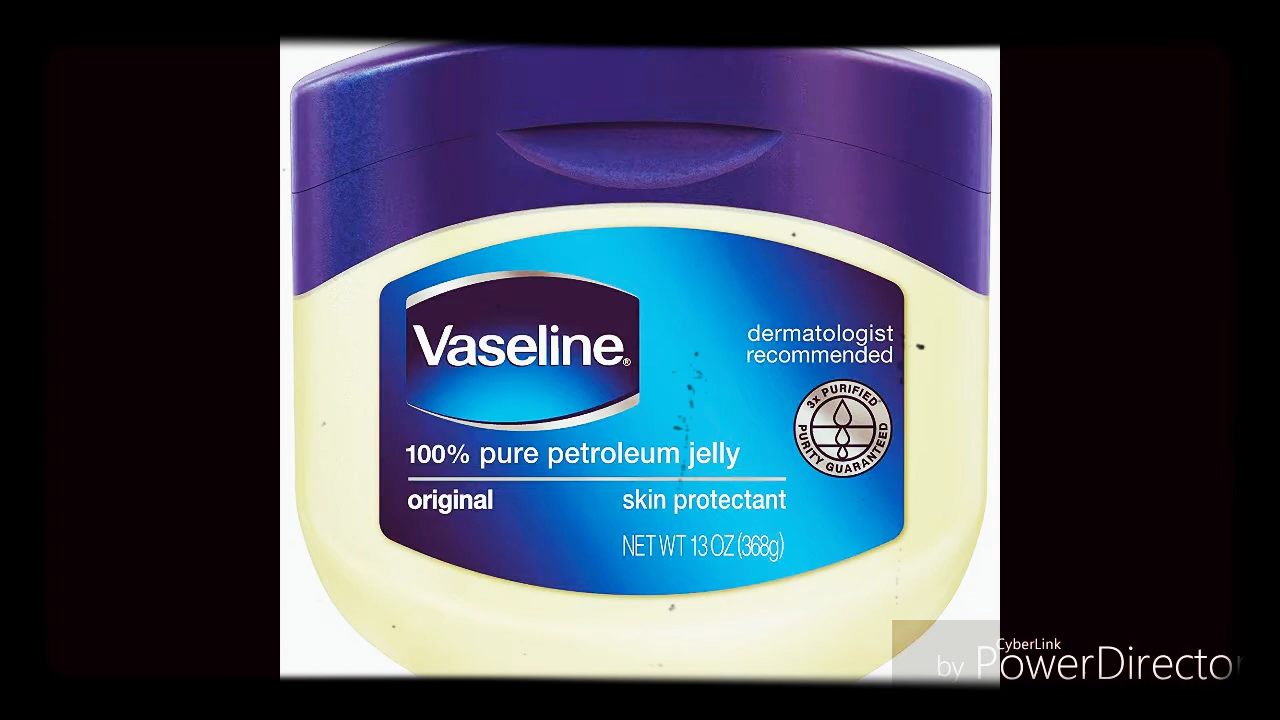 Vaseline®
dermatologist
recommended
3x PURIFIED
PURITY GUARANTEED
100% pure petroleum jelly
original
skin protectant
NET WT 13 OZ (368g)
CyberLink
by PowerDirector